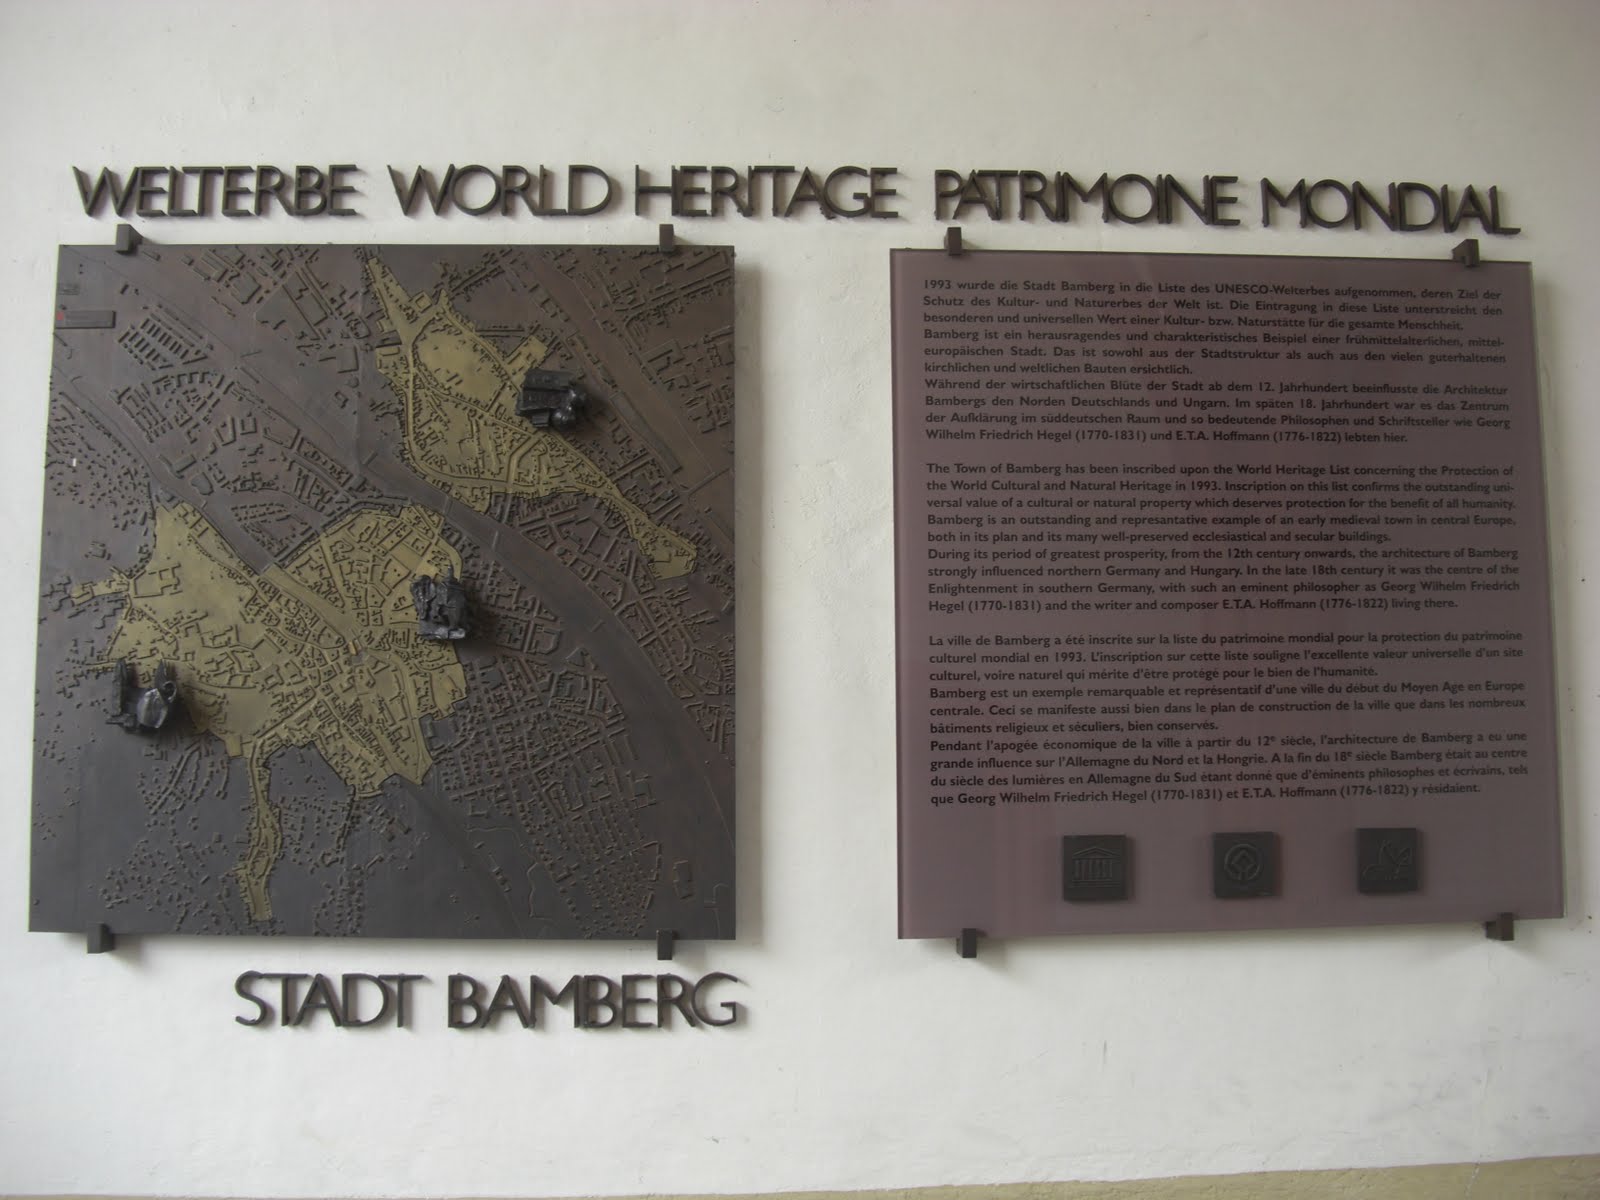 WELTERBE WORLD HERITAGE PATRIMOINE MONDIAL
1993 wurde die Stadt Bamberg in die Liste des UNESCO-Welterbes aufgenommen, deren Ziel der
Schutz des Kultur- und Naturerbes der Welt ist. Die Eintragung in diese Liste unterstreicht den
besonderen und universellen Wert einer Kultur- bzw. Naturstätte für die gesamte Menschheit.
Bamberg ist ein herausragendes und charakteristisches Beispiel einer frühmittelalterlichen, mittel-
europäischen Stadt. Das ist sowohl aus der Stadtstruktur als auch aus den vielen guterhaltenen
kirchlichen und weltlichen Bauten ersichtlich.
Während der wirtschaftlichen Blüte der Stadt ab dem 12. Jahrhundert beeinflusste die Architektur
Bambergs den Norden Deutschlands und Ungarn. Im späten 18. Jahrhundert war es das Zentrum
der Aufklärung im süddeutschen Raum und so bedeutende Philosophen und Schriftsteller wie Georg
Wilhelm Friedrich Hegel (1770-1831) und E.T.A. Hoffmann (1776-1822) lebten hier.
The Town of Bamberg has been inscribed upon the World Heritage List concerning the Protection of
the World Cultural and Natural Heritage in 1993. Inscription on this list confirms the outstanding uni-
versal value of a cultural or natural property which deserves protection for the benefit of all humanity.
Bamberg is an outstanding and represantative example of an early medieval town in central Europe,
both in its plan and its many well-preserved ecclesiastical and secular buildings.
During its period of greatest prosperity, from the 12th century onwards, the architecture of Bamberg
strongly influenced northern Germany and Hungary. In the late 18th century it was the centre of the
Enlightenment in southern Germany, with such an eminent philosopher as Georg Wilhelm Friedrich
Hegel (1770-1831) and the writer and composer E.T.A. Hoffmann (1776-1822) living there.
La ville de Bamberg a été inscrite sur la liste du patrimoine mondial pour la protection du patrimoine
culturel mondial en 1993. L'inscription sur cette liste souligne l'excellente valeur universelle d'un site
culturel, voire naturel qui mérite d'être protégé pour le bien de l'humanité.
Bamberg est un exemple remarquable et représentatif d'une ville du début du Moyen Age en Europe
centrale. Ceci se manifeste aussi bien dans le plan de construction de la ville que dans les nombreux
bâtiments religieux et séculiers, bien conservés.
Pendant l'apogée économique de la ville à partir du 12e siècle, l'architecture de Bamberg a eu une
grande influence sur l'Allemagne du Nord et la Hongrie. A la fin du 18e siècle Bamberg était au centre
du siècle des lumières en Allemagne du Sud étant donné que d'éminents philosophes et écrivains, tels
que Georg Wilhelm Friedrich Hegel (1770-1831) et E.T.A. Hoffmann (1776-1822) y résidaient.
STADT BAMBERG